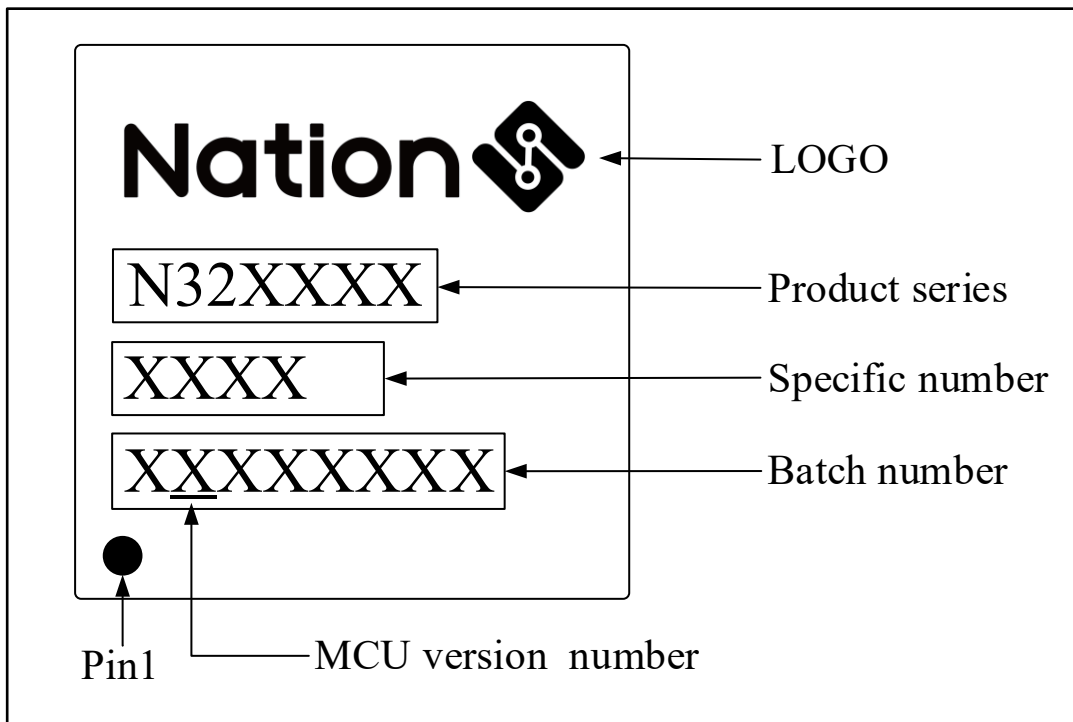 Nation
LOGO
N32XXXX
Product series
XXXX
Specific number
XXXXXXXX
Batch number
Pin1
MCU version number